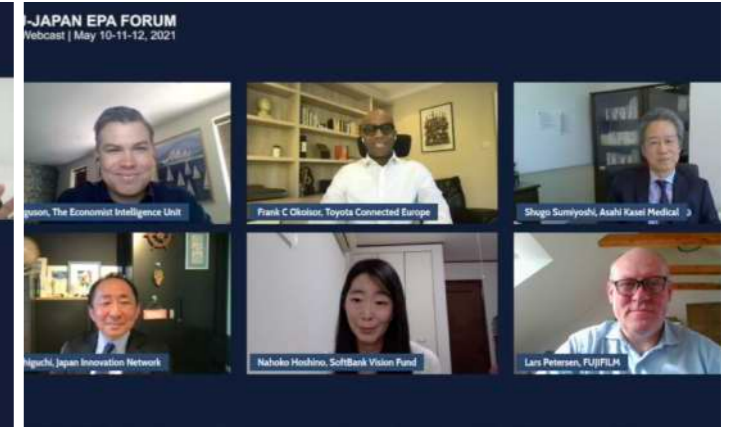 -JAPAN EPA FORUM
Webcast | May 10-11-12, 2021
guson, The Economist Intelligence Unit
Frank C Okoisor, Toyota Connected Europe
Shugo Sumiyoshi, Asahi Kasei Medical
higuchi, Japan Innovation Network
Nahoko Hoshino, SoftBank Vision Fund
Lars Petersen, FUJIFILM